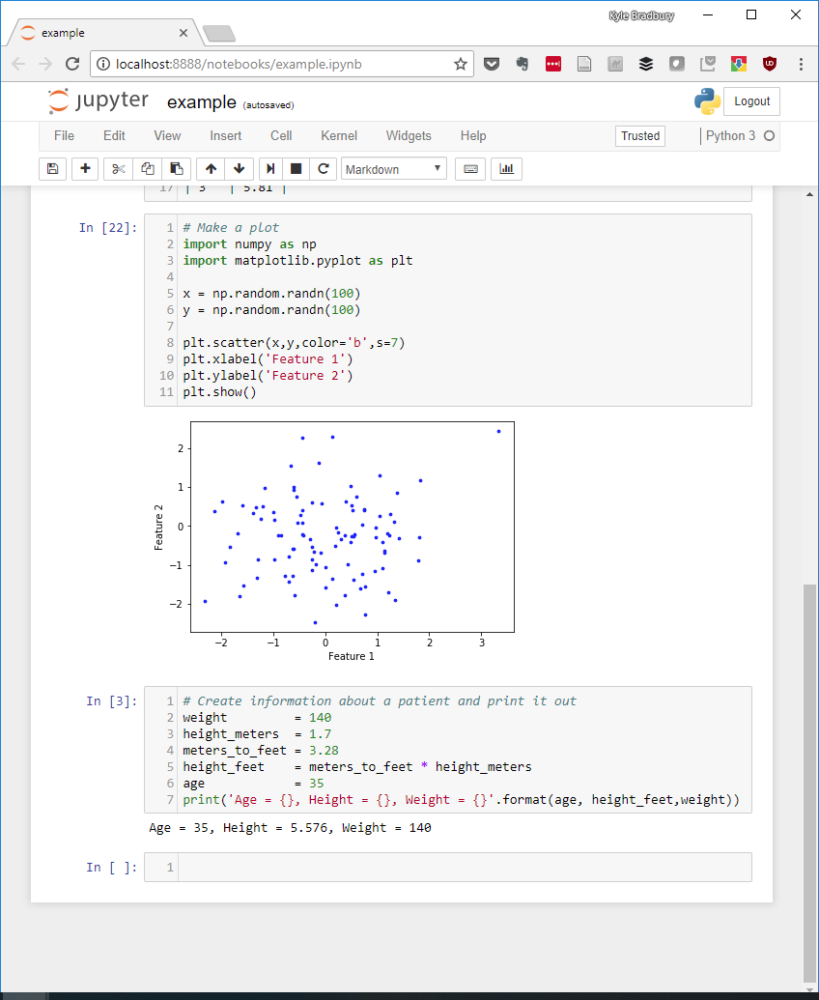 Kyle Bradbury
example
localhost:8888/notebooks/example.ipynb
jupyter example (autosaved)
Logout
File Edit View Insert Cell Kernel Widgets Help
Trusted | Python 3
Markdown
17 | 3 | 5.81 |
In [22]:
1 # Make a plot
2 import numpy as np
3 import matplotlib.pyplot as plt
4
5 x = np.random.randn(100)
6 y = np.random.randn(100)
7
8 plt.scatter(x,y,color='b',s=7)
9 plt.xlabel('Feature 1')
10 plt.ylabel('Feature 2')
11 plt.show()
Feature 2
2
1
0
−1
−2
−2 −1 0 1 2 3
Feature 1
In [3]:
1 # Create information about a patient and print it out
2 weight = 140
3 height_meters = 1.7
4 meters_to_feet = 3.28
5 height_feet = meters_to_feet * height_meters
6 age = 35
7 print('Age = {}, Height = {}, Weight = {}'.format(age, height_feet,weight))
Age = 35, Height = 5.576, Weight = 140
In [ ]:
1